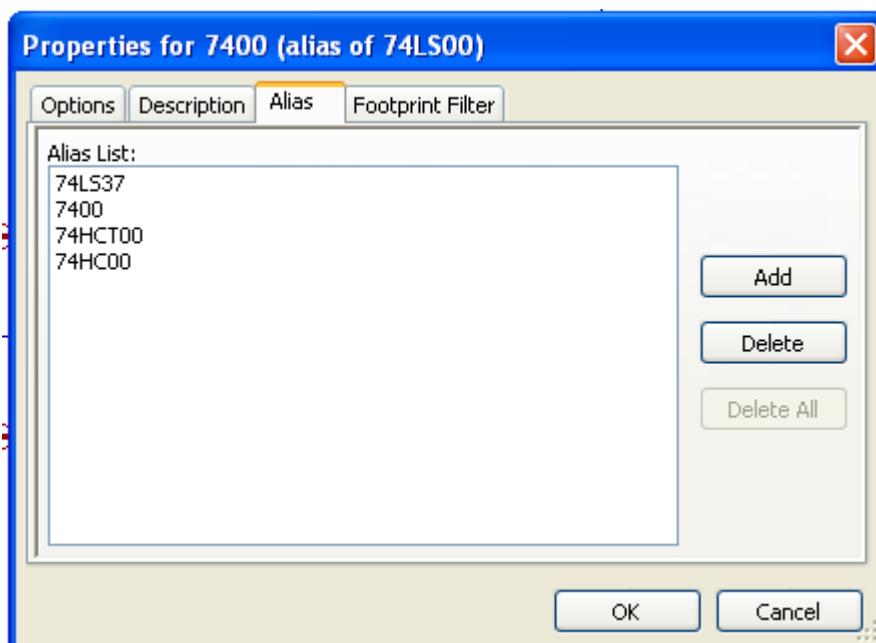 Properties for 7400 (alias of 74LS00)
Options Description Alias Footprint Filter
Alias List:
74LS37
7400
74HCT00
74HC00
Add
Delete
Delete All
OK Cancel